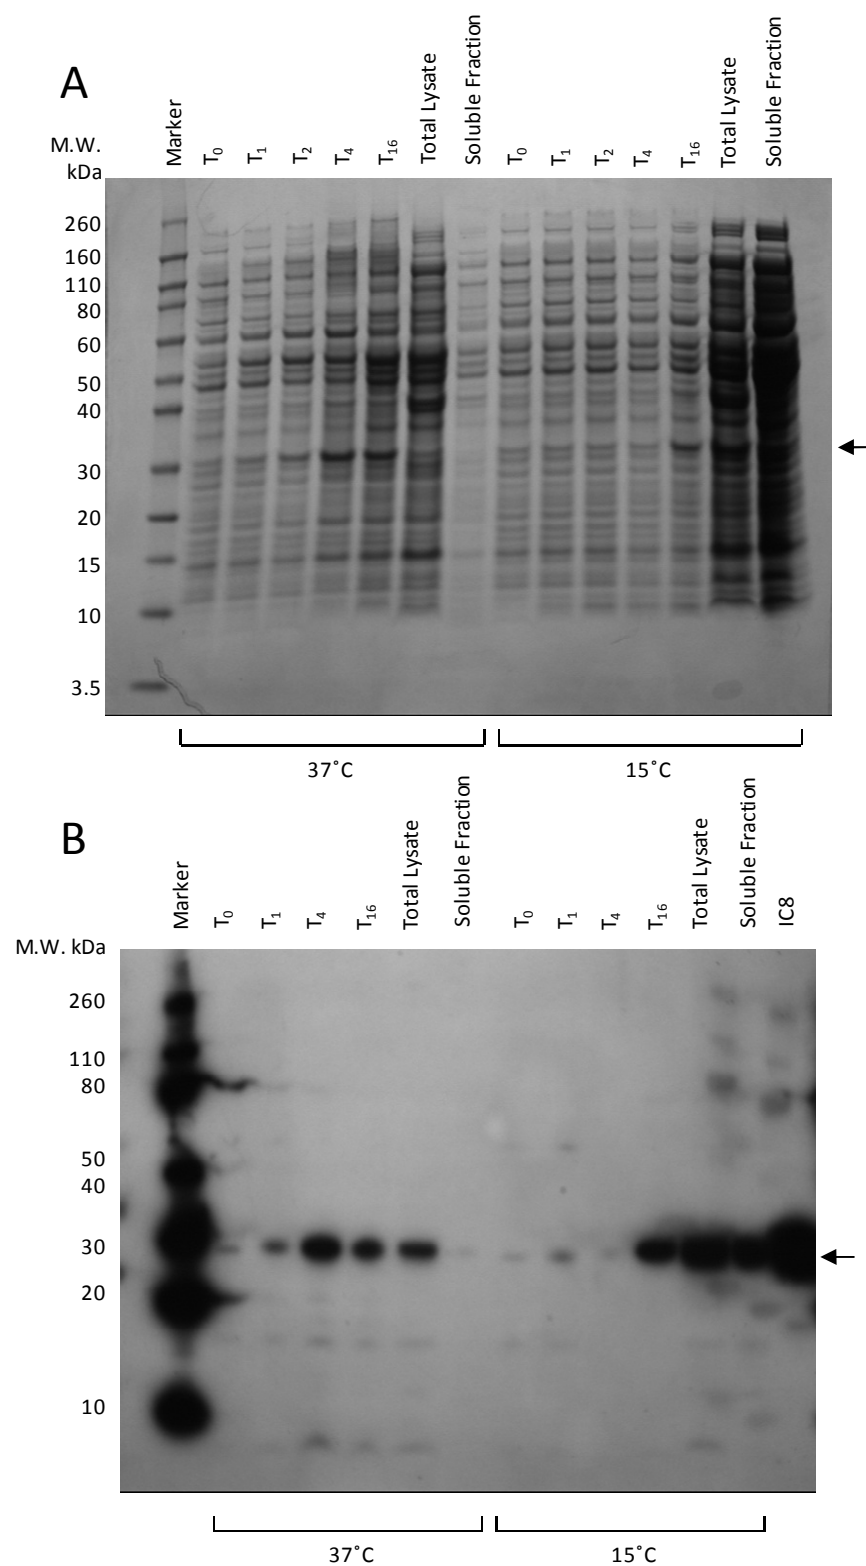 A
M.W.
kDa
Marker
T₀
T₁
T₂
T₄
T₁₆
Total Lysate
Soluble Fraction
T₀
T₁
T₂
T₄
T₁₆
Total Lysate
Soluble Fraction
260
160
110
80
60
50
40
30
20
15
10
3.5
37˚C
15˚C
B
M.W. kDa
Marker
T₀
T₁
T₄
T₁₆
Total Lysate
Soluble Fraction
T₀
T₁
T₄
T₁₆
Total Lysate
Soluble Fraction
IC8
260
110
80
50
40
30
20
10
37˚C
15˚C